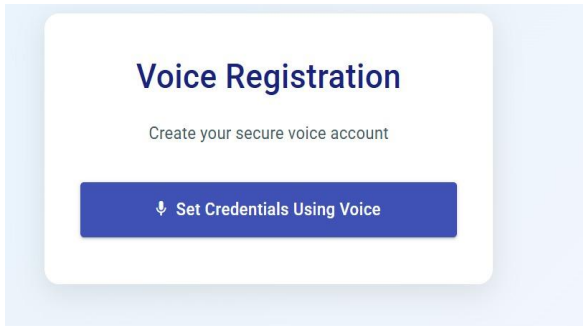 Voice Registration
Create your secure voice account
Set Credentials Using Voice